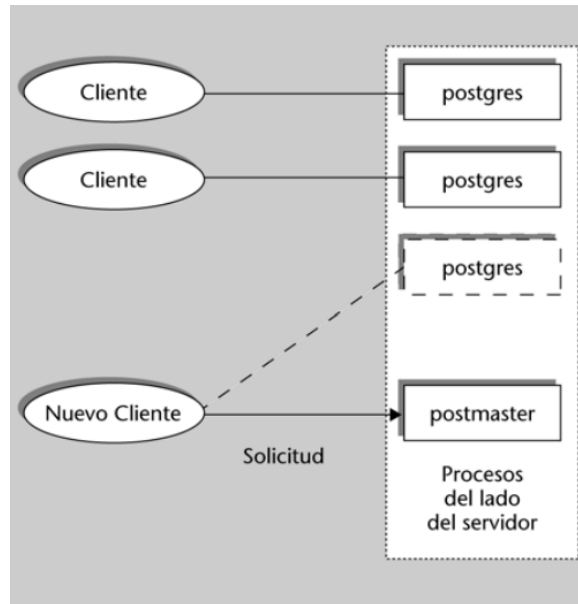 Cliente
postgres
Cliente
postgres
postgres
Nuevo Cliente
postmaster
Solicitud
Procesos
del lado
del servidor